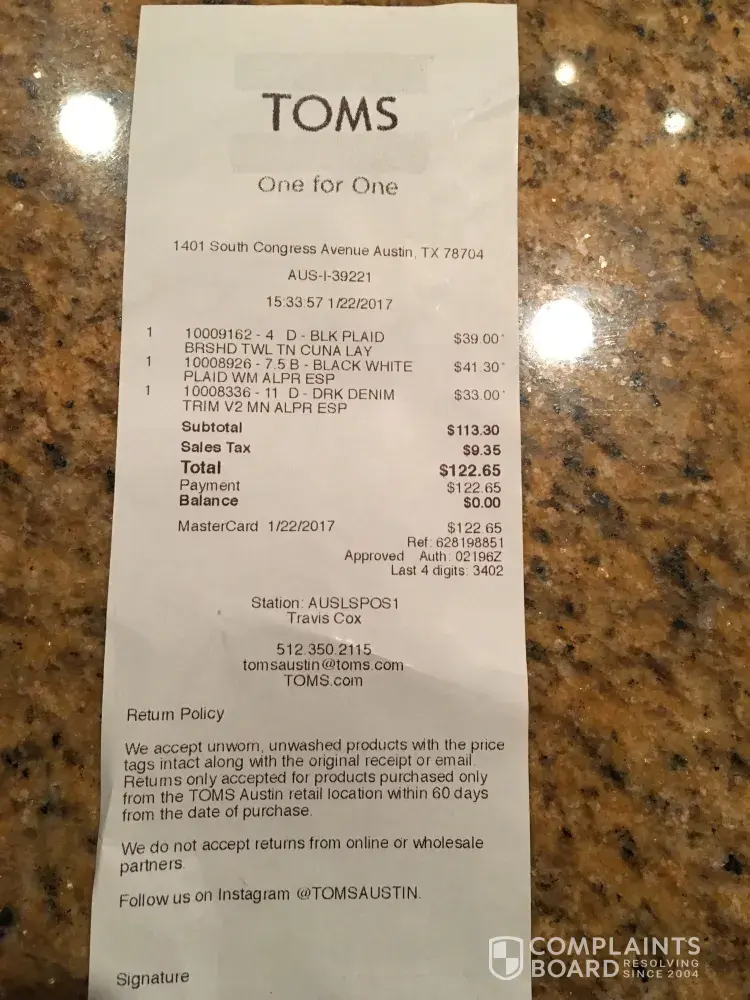 TOMS
One for One
1401 South Congress Avenue Austin, TX 78704
AUS-I-39221
15:33:57 1/22/2017
1 10009162 - 4 D - BLK PLAID $39.00*
BRSHD TWL TN CUNA LAY
1 10008926 - 7.5 B - BLACK WHITE $41.30*
PLAID WM ALPR ESP
1 10008336 - 11 D - DRK DENIM $33.00*
TRIM V2 MN ALPR ESP
Subtotal $113.30
Sales Tax $9.35
Total $122.65
Payment $122.65
Balance $0.00
MasterCard 1/22/2017 $122.65
Ref: 628198851
Approved Auth: 02196Z
Last 4 digits: 3402
Station: AUSLSPOS1
Travis Cox
512.350.2115
tomsaustin@toms.com
TOMS.com
Return Policy
We accept unworn, unwashed products with the price
tags intact along with the original receipt or email.
Returns only accepted for products purchased only
from the TOMS Austin retail location within 60 days
from the date of purchase.
We do not accept returns from online or wholesale
partners.
Follow us on Instagram @TOMSAUSTIN.
Signature
COMPLAINTS
BOARD RESOLVING
SINCE 2004